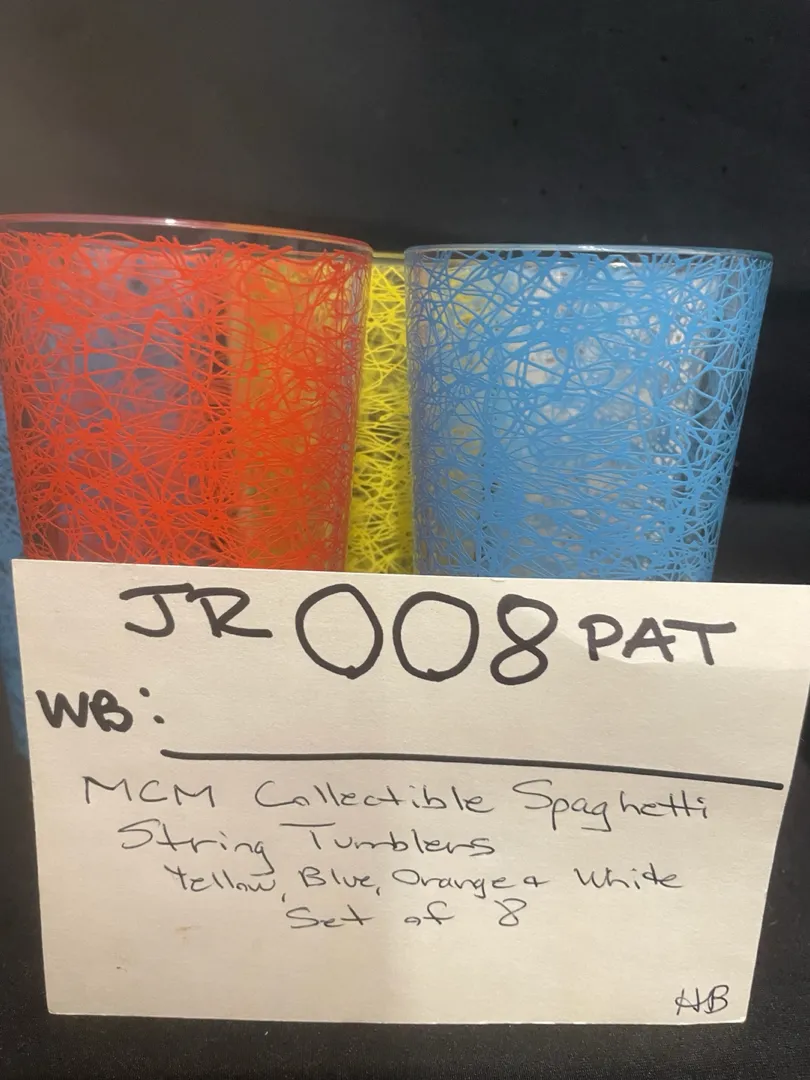 JR 008 PAT
WB:
MCM Collectible Spaghetti
String Tumblers
Yellow, Blue, Orange & White
Set of 8
HB